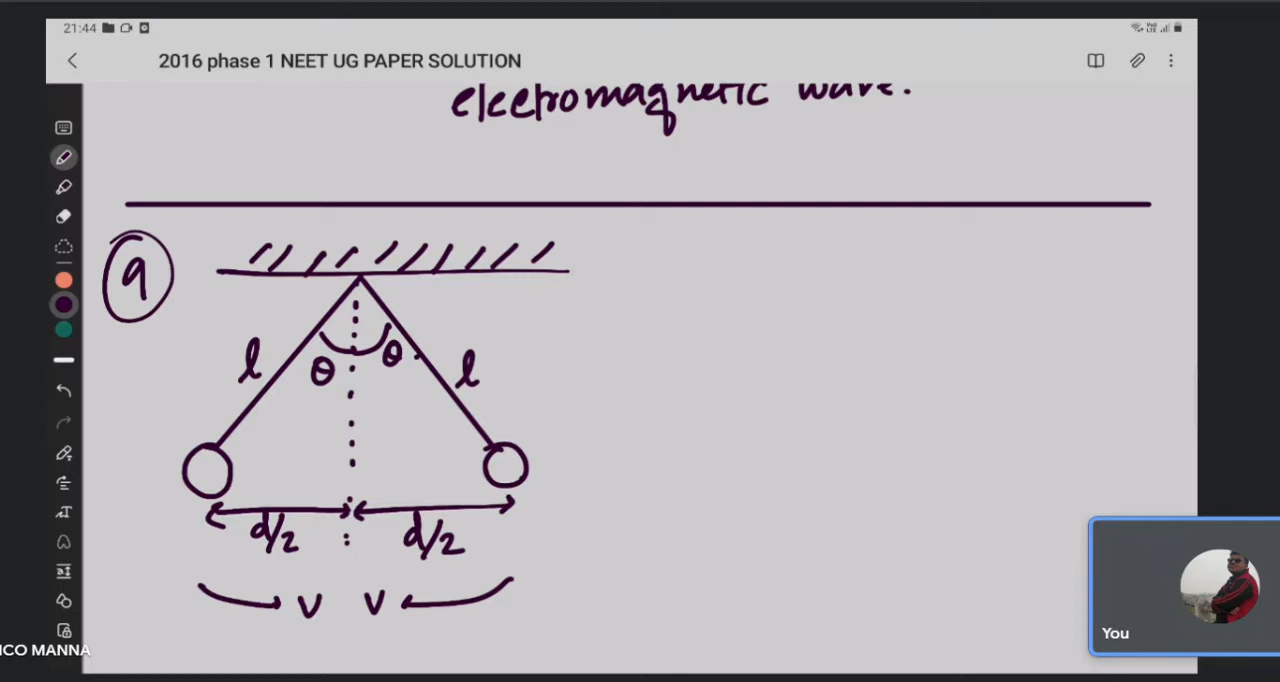 21:44
2016 phase 1 NEET UG PAPER SOLUTION
electromagnetic wave.
9
l θ θ l
d/2 d/2
v v
You
ICO MANNA